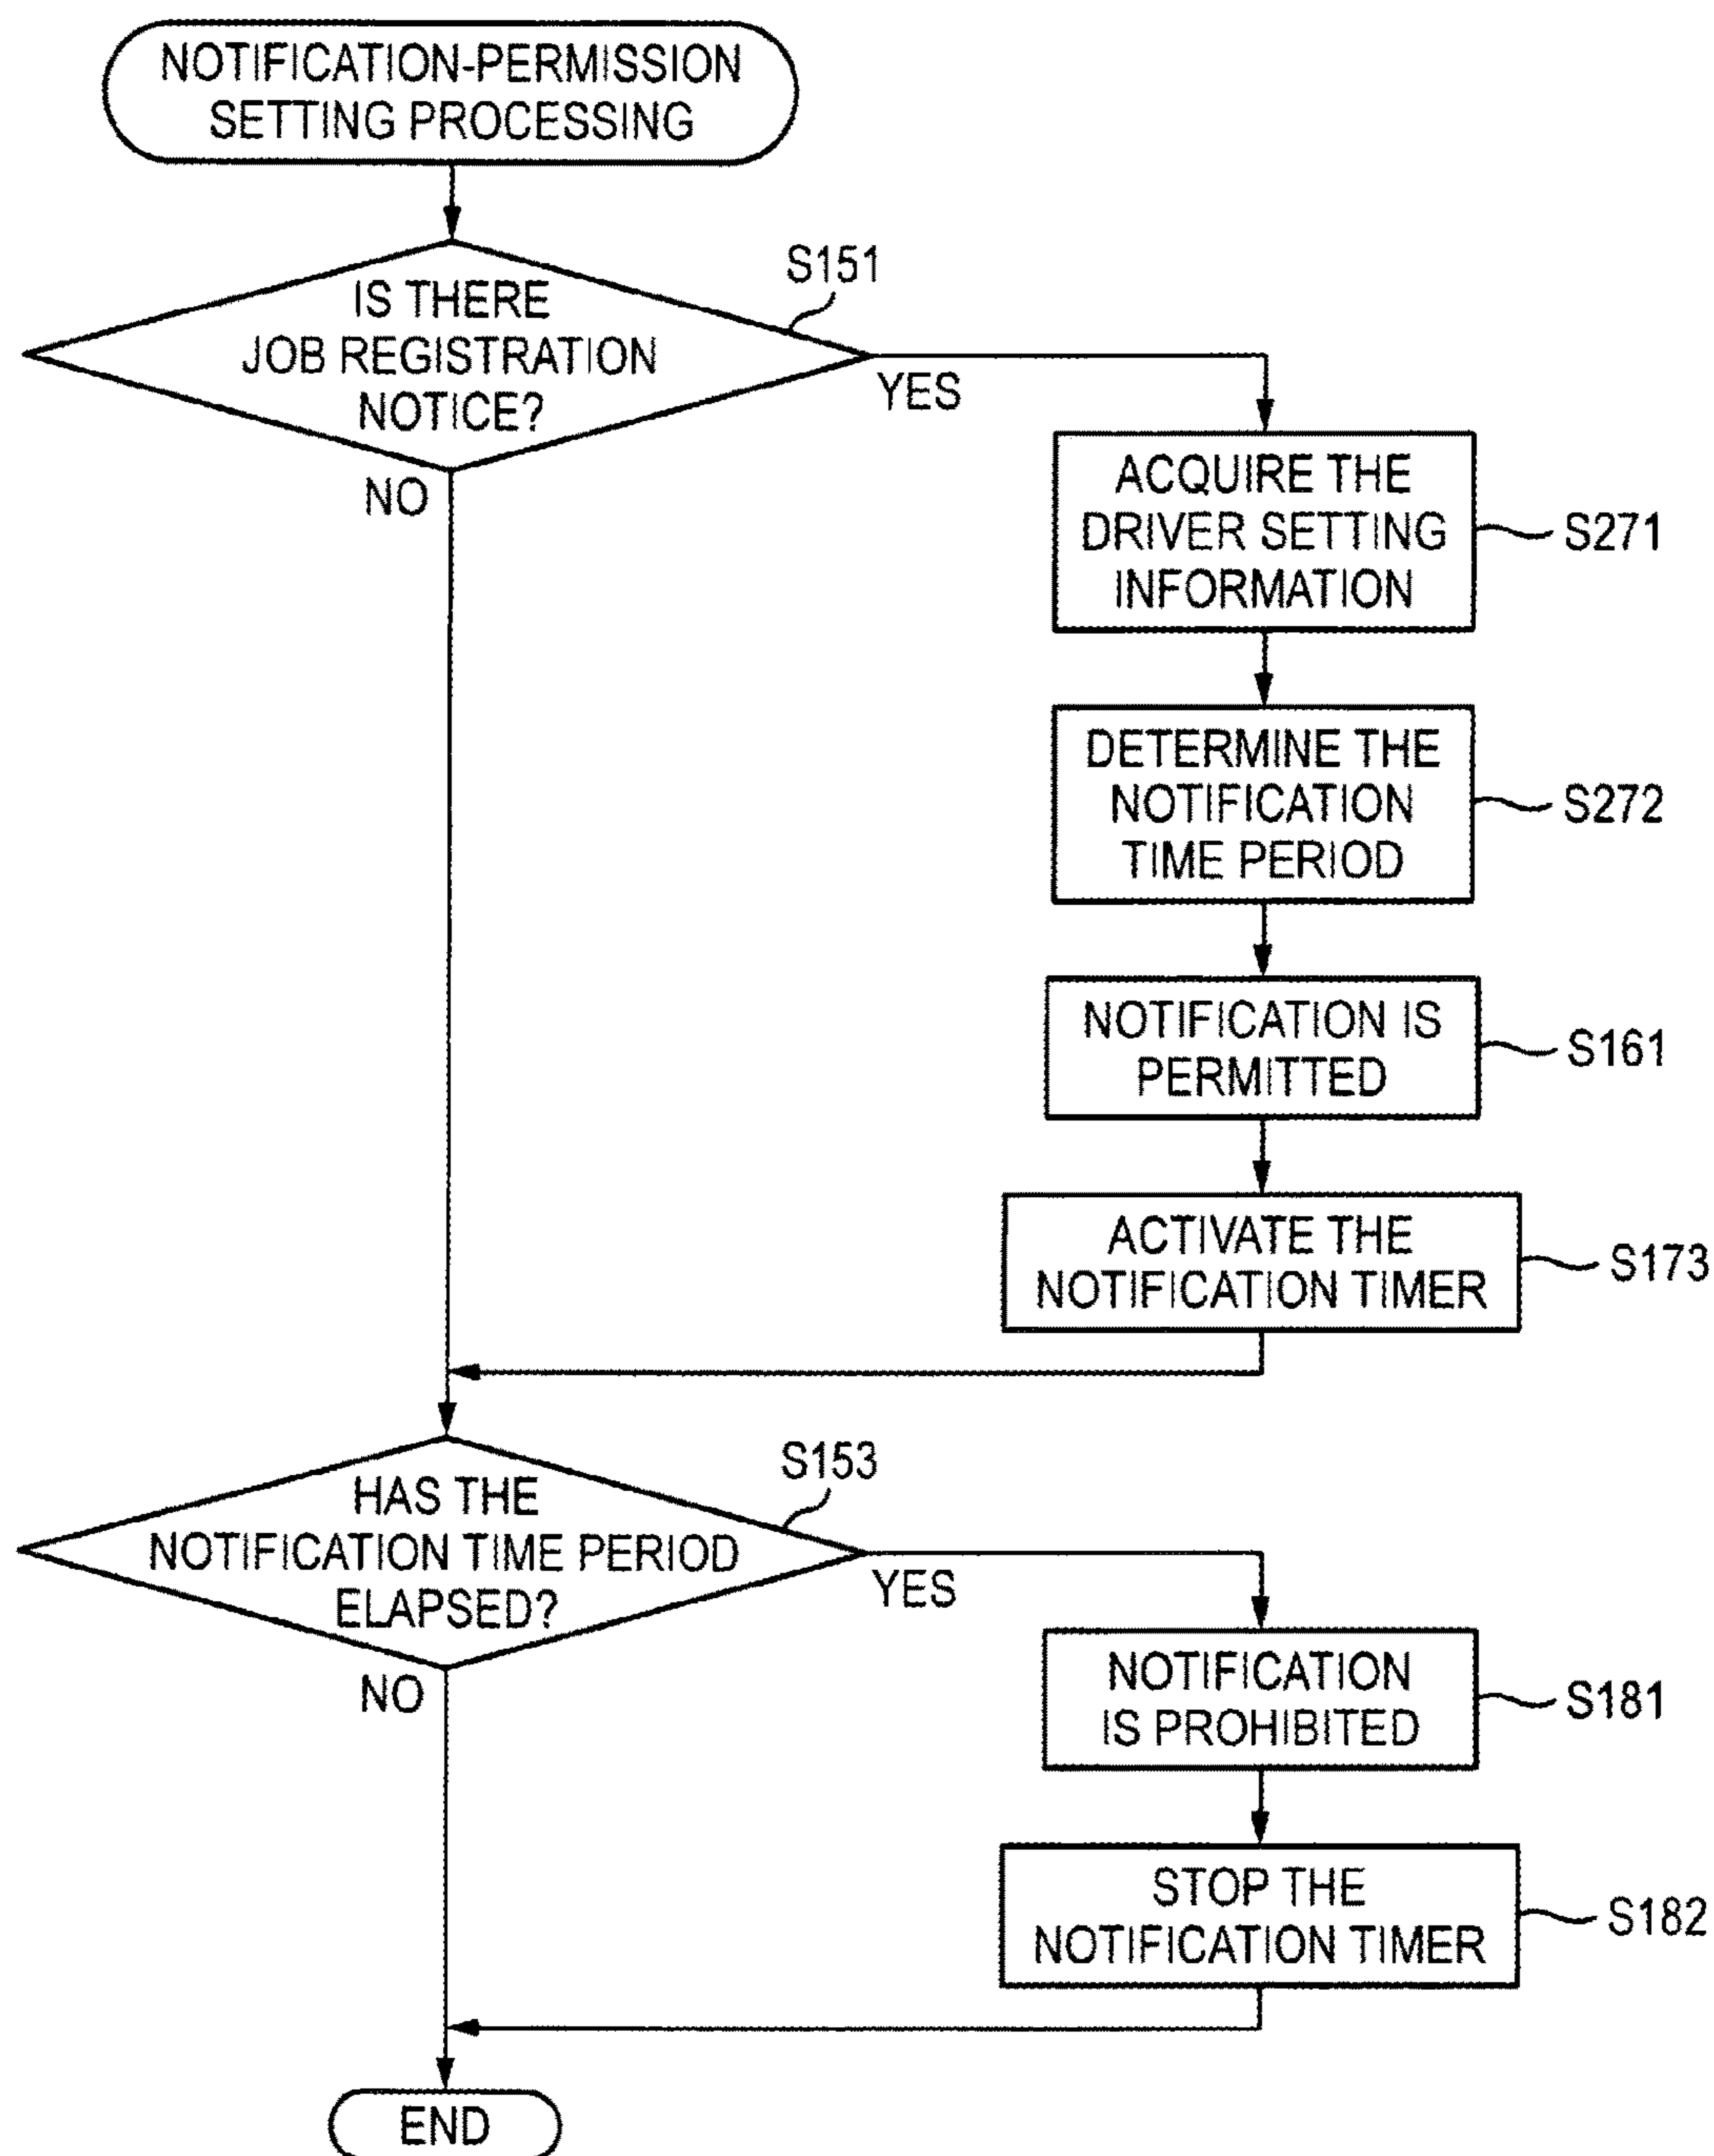 NOTIFICATION-PERMISSION
SETTING PROCESSING
S151
IS THERE
JOB REGISTRATION
NOTICE?
YES
NO
ACQUIRE THE
DRIVER SETTING
INFORMATION
S271
DETERMINE THE
NOTIFICATION
TIME PERIOD
S272
NOTIFICATION IS
PERMITTED
S161
ACTIVATE THE
NOTIFICATION TIMER
S173
S153
HAS THE
NOTIFICATION TIME PERIOD
ELAPSED?
YES
NO
NOTIFICATION
IS PROHIBITED
S181
STOP THE
NOTIFICATION TIMER
S182
END